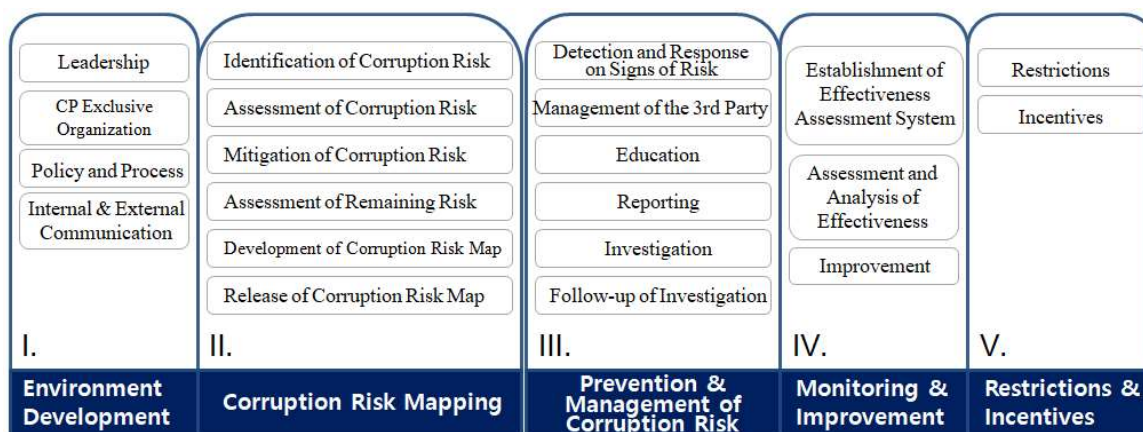 Leadership
CP Exclusive
Organization
Policy and Process
Internal & External
Communication
I.
Environment
Development
Identification of Corruption Risk
Assessment of Corruption Risk
Mitigation of Corruption Risk
Assessment of Remaining Risk
Development of Corruption Risk Map
Release of Corruption Risk Map
II.
Corruption Risk Mapping
Detection and Response
on Signs of Risk
Management of the 3rd Party
Education
Reporting
Investigation
Follow-up of Investigation
III.
Prevention &
Management of
Corruption Risk
Establishment of
Effectiveness
Assessment System
Assessment and
Analysis of
Effectiveness
Improvement
IV.
Monitoring &
Improvement
Restrictions
Incentives
V.
Restrictions &
Incentives